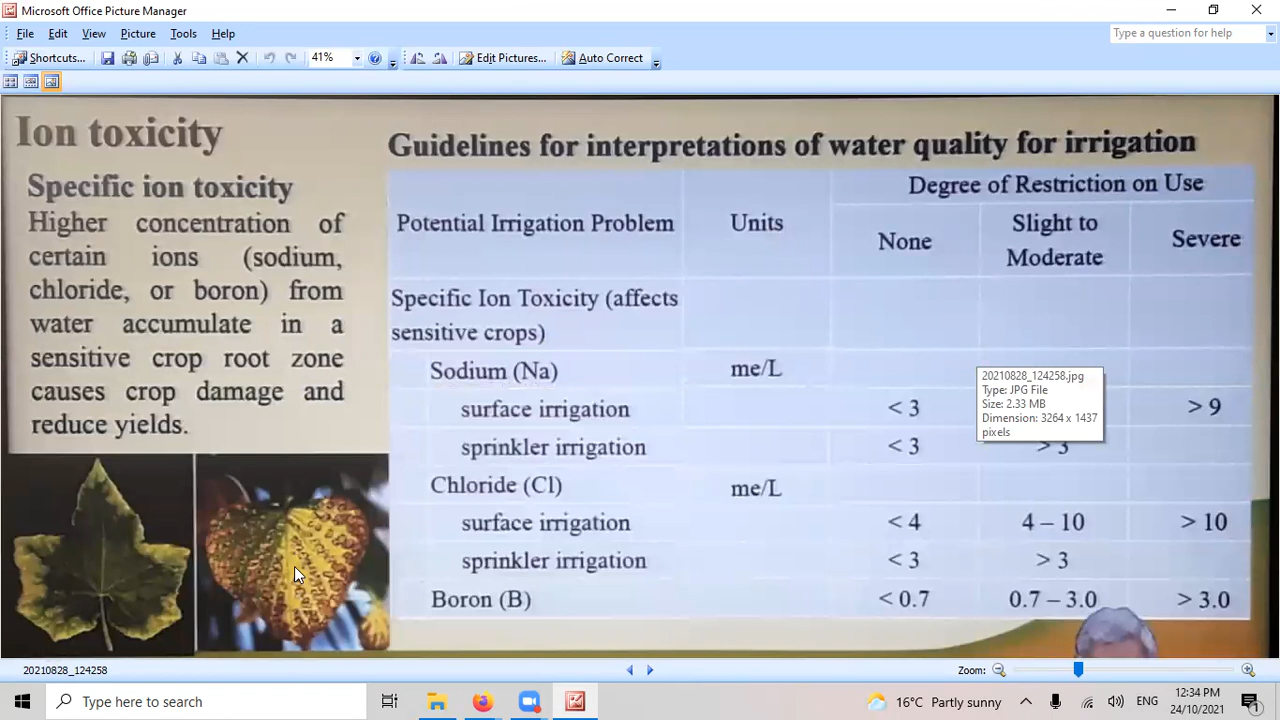 Microsoft Office Picture Manager
File Edit View Picture Tools Help
Type a question for help
Shortcuts... 41% Edit Pictures... Auto Correct
Ion toxicity
Specific ion toxicity
Higher concentration of
certain ions (sodium,
chloride, or boron) from
water accumulate in a
sensitive crop root zone
causes crop damage and
reduce yields.
Guidelines for interpretations of water quality for irrigation
Potential Irrigation Problem Units Degree of Restriction on Use
None Slight to Moderate Severe
Specific Ion Toxicity (affects
sensitive crops)
Sodium (Na) me/L
surface irrigation < 3 > 9
sprinkler irrigation < 3 > 3
Chloride (Cl) me/L
surface irrigation < 4 4 – 10 > 10
sprinkler irrigation < 3 > 3
Boron (B) < 0.7 0.7 – 3.0 > 3.0
20210828_124258.jpg
Type: JPG File
Size: 2.33 MB
Dimension: 3264 x 1437
pixels
20210828_124258
Zoom:
Type here to search
16°C Partly sunny
ENG
12:34 PM
24/10/2021
1